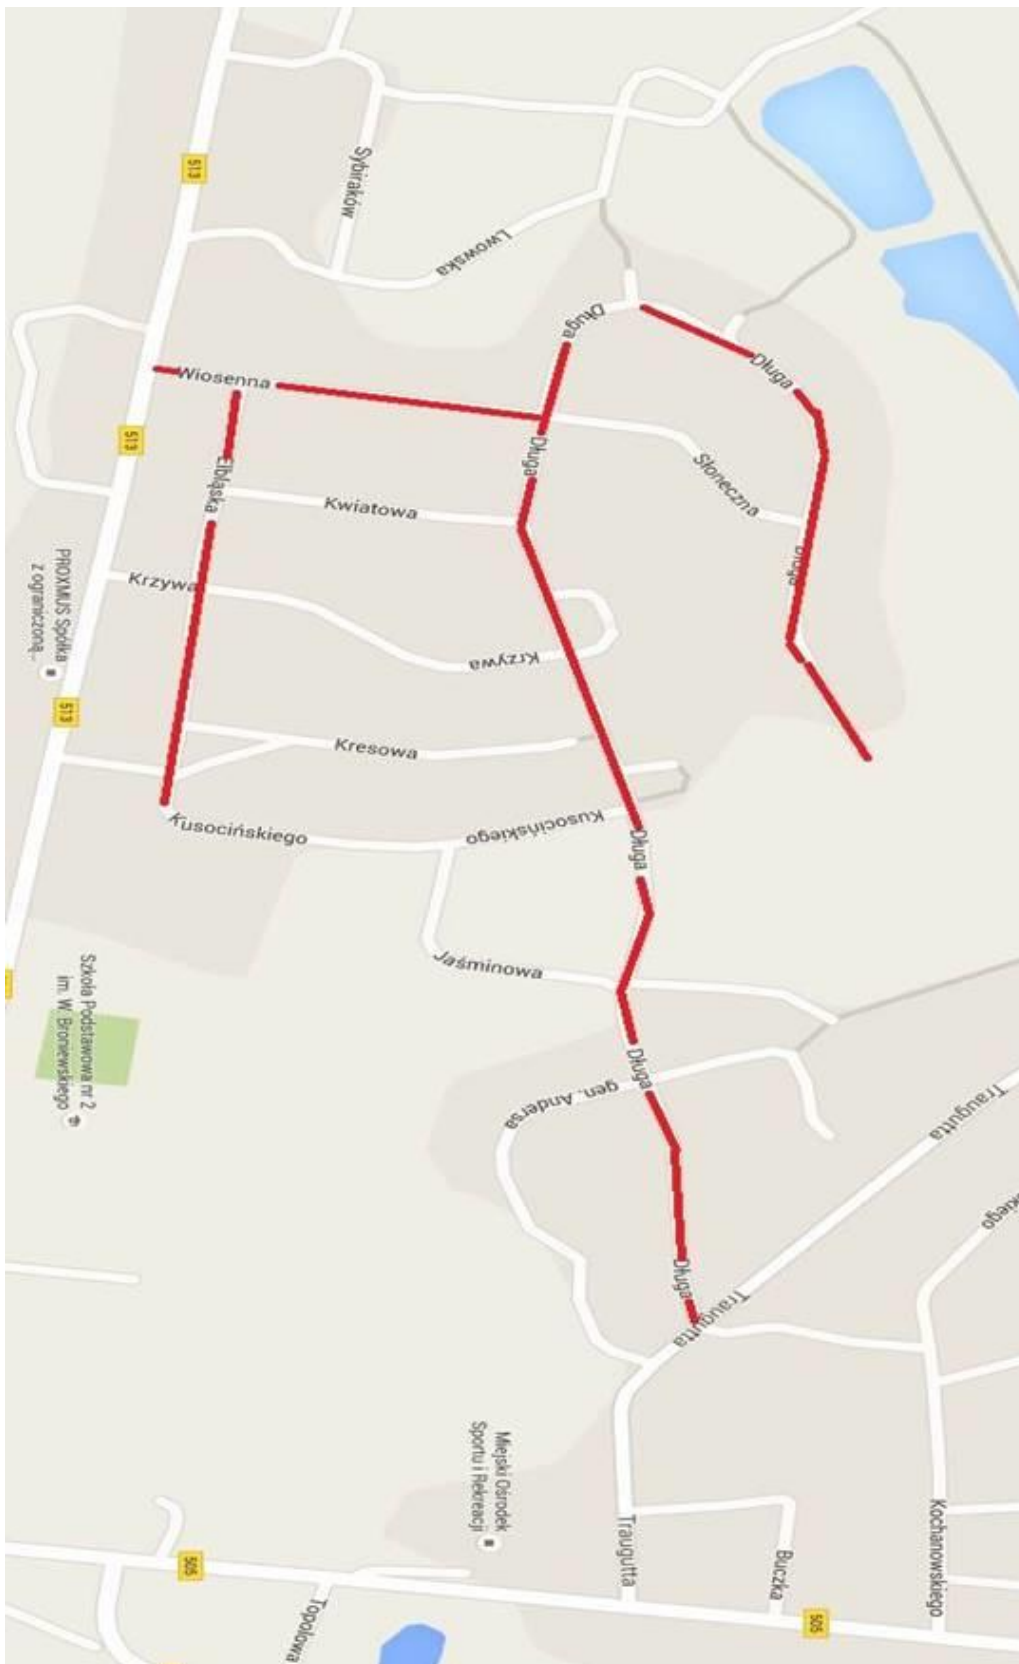 Sybiraków
513
Lwowska
Długa
Długa
Wiosenna
513
Długa
Słoneczna
Elbląska
Kwiatowa
Długa
PROXMUS Spółka
z ograniczoną...
Krzywa
Krzywa
513
Kresowa
Kusocińskiego
Kusocińskiego
Długa
Szkoła Podstawowa nr 2
im. W. Broniewskiego
Jaśminowa
Długa
gen. Andersa
Traugutta
skiego
Długa
Traugutta
Miejski Ośrodek
Sportu i Rekreacji
Traugutta
Buczka
Kochanowskiego
505
505
Topolowa